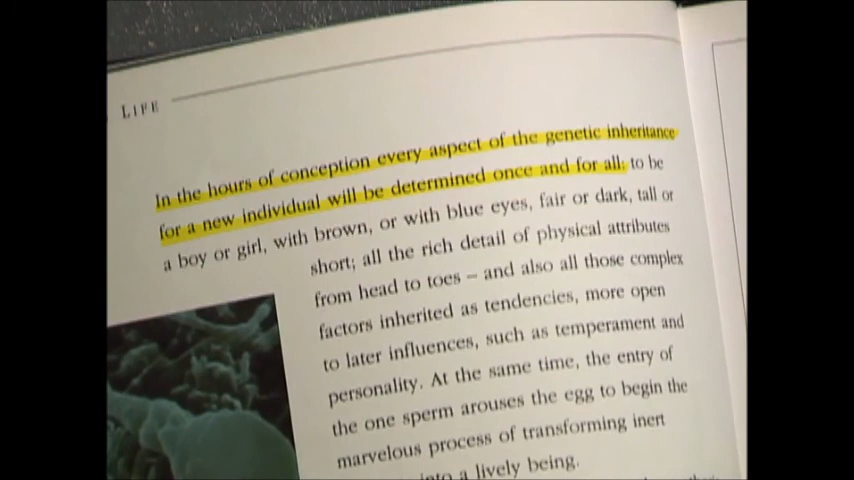 LIFE
In the hours of conception every aspect of the genetic inheritance
for a new individual will be determined once and for all; to be
a boy or girl, with brown, or with blue eyes, fair or dark, tall or
short; all the rich detail of physical attributes
from head to toes – and also all those complex
factors inherited as tendencies, more open
to later influences, such as temperament and
personality. At the same time, the entry of
the one sperm arouses the egg to begin the
marvelous process of transforming inert
into a lively being.